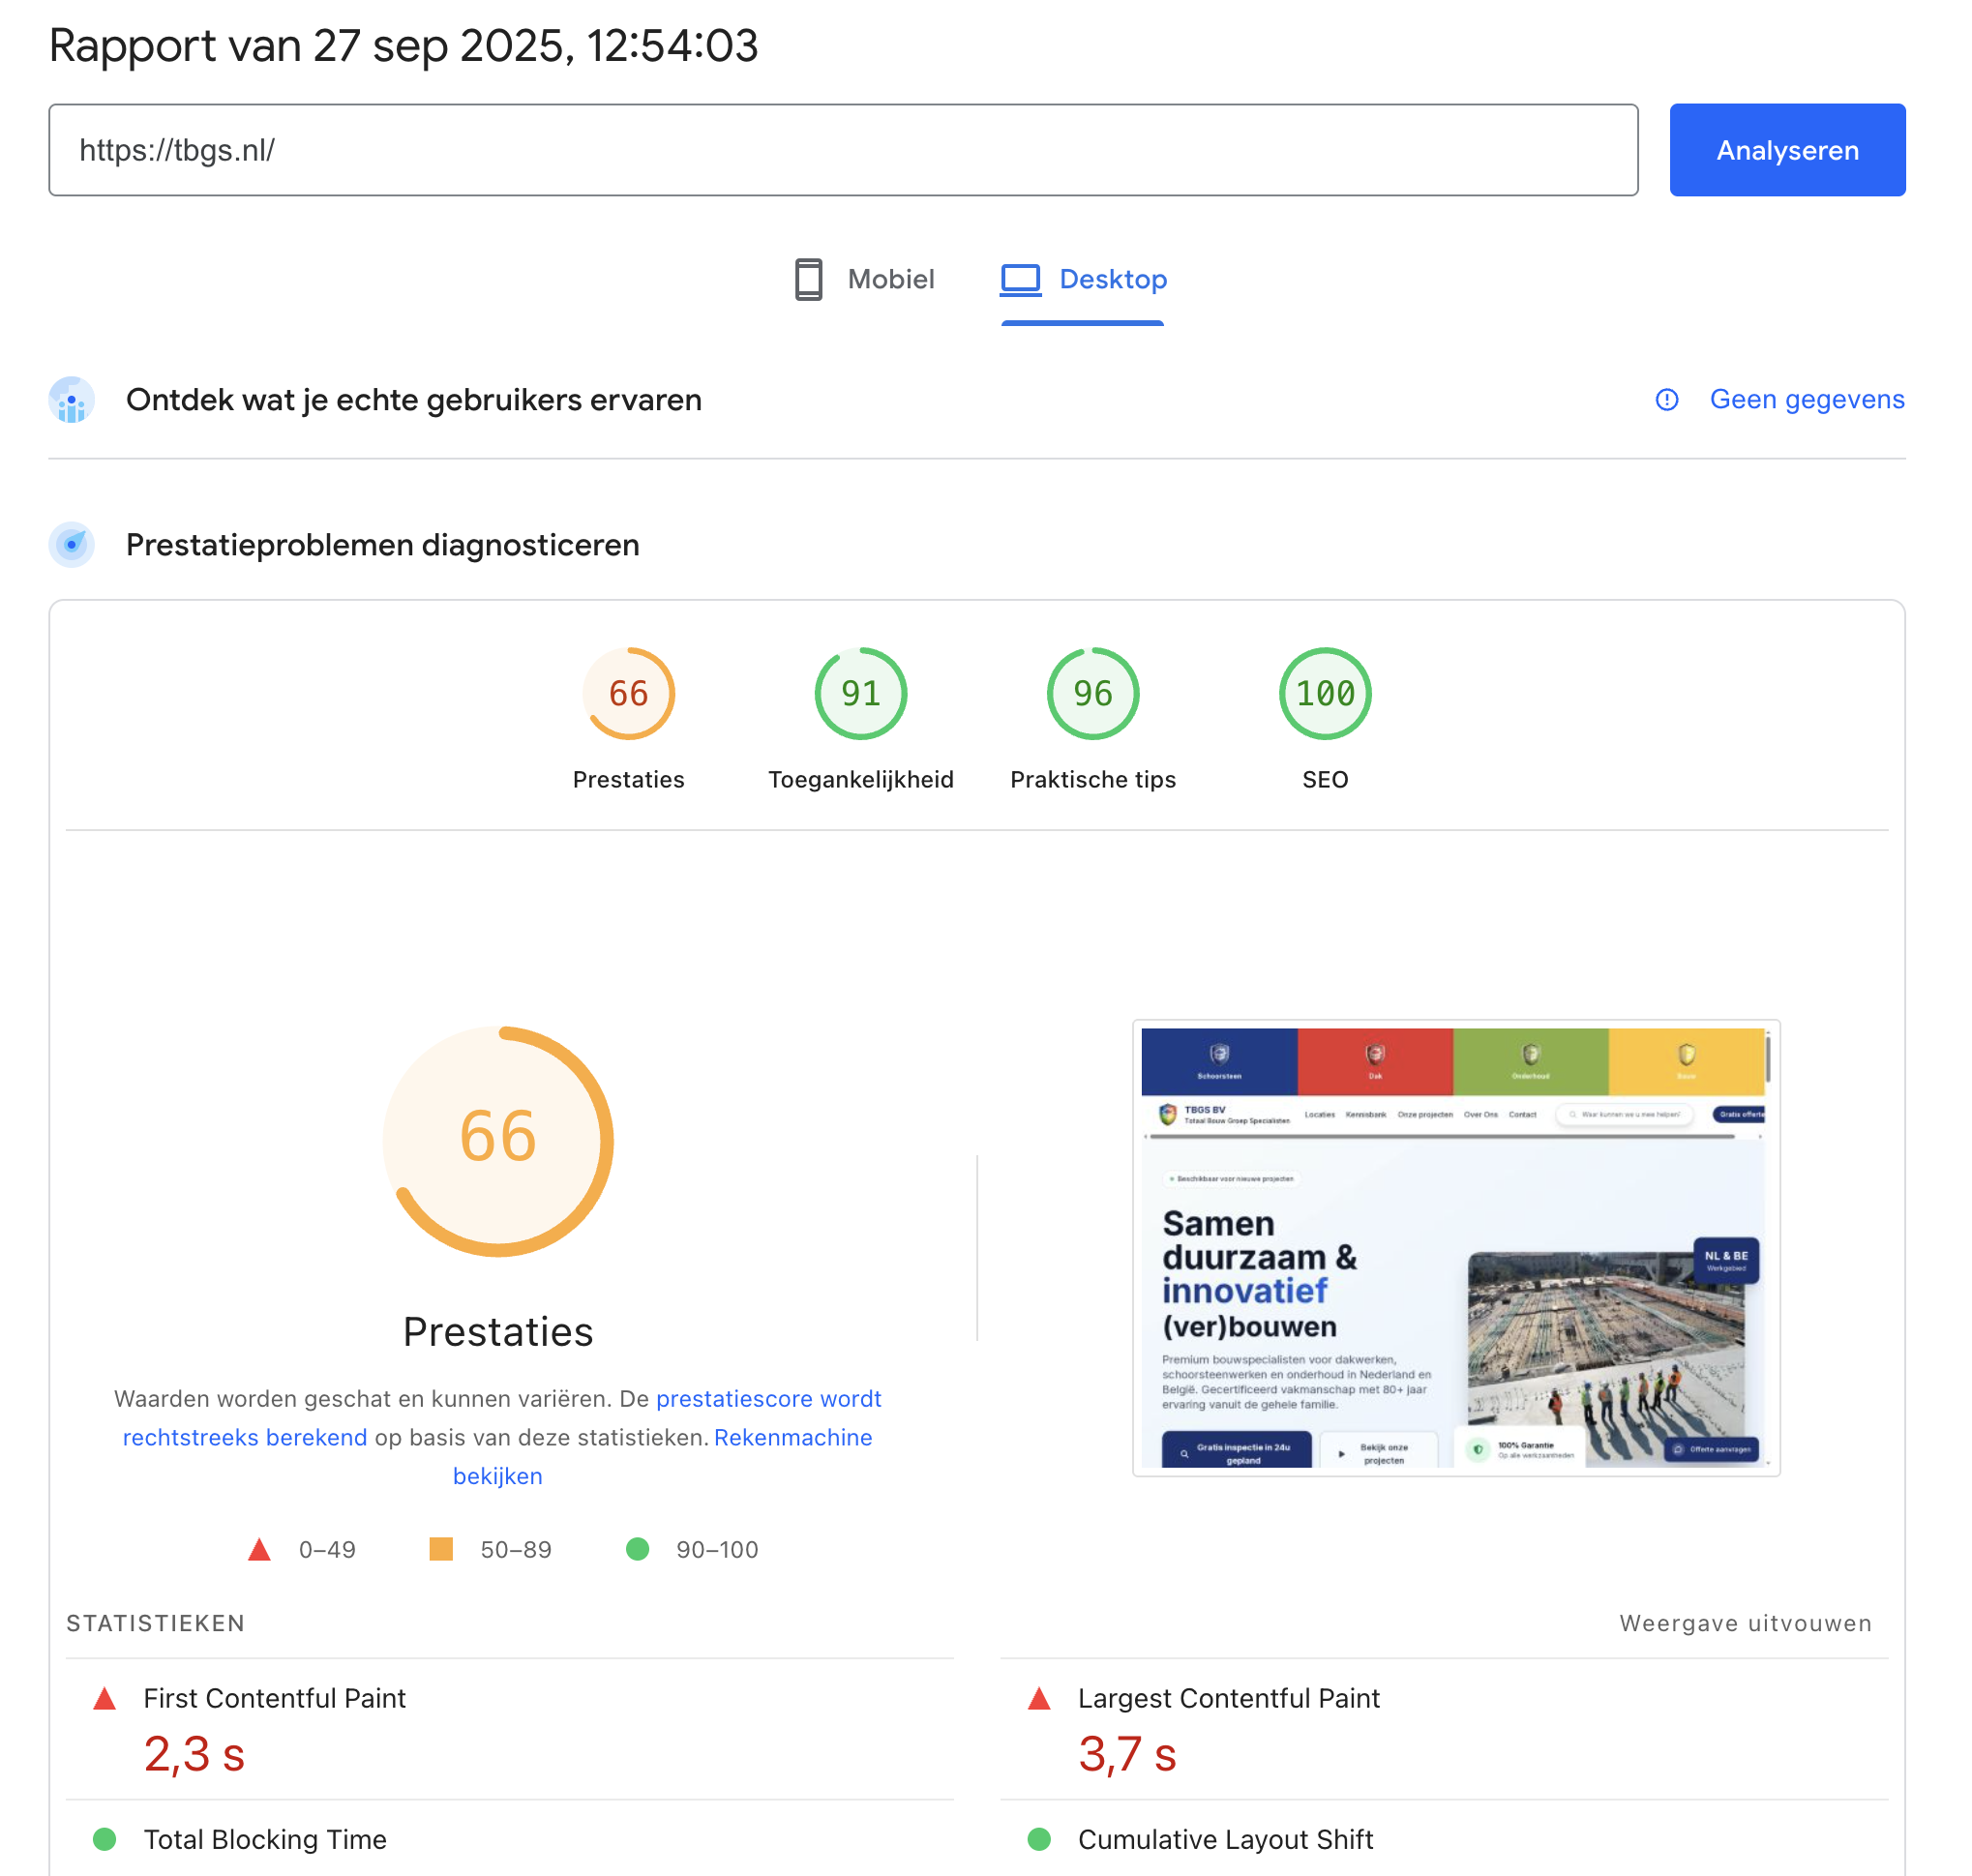 Rapport van 27 sep 2025, 12:54:03
https://tbgs.nl/
Analyseren
Mobiel
Desktop
Ontdek wat je echte gebruikers ervaren
Geen gegevens
Prestatieproblemen diagnosticeren
66
91
96
100
Prestaties
Toegankelijkheid
Praktische tips
SEO
66
Prestaties
Waarden worden geschat en kunnen variëren. De prestatiescore wordt
rechtstreeks berekend op basis van deze statistieken. Rekenmachine
bekijken
0–49
50–89
90–100
Schoorsteen
Dak
Onderhoud
Bouw
TBGS BV
Totaal Bouw Groep Specialisten
Locaties
Kennisbank
Onze projecten
Over Ons
Contact
Waar kunnen we u mee helpen?
Gratis offerte
Beschikbaar voor nieuwe projecten
Samen
duurzaam &
innovatief
(ver)bouwen
Premium bouwspecialisten voor dakwerken,
schoorsteenwerken en onderhoud in Nederland en
België. Gecertificeerd vakmanschap met 80+ jaar
ervaring vanuit de gehele familie.
NL & BE
Werkgebied
Gratis inspectie in 24u
gepland
Bekijk onze
projecten
100% Garantie
Op alle werkzaamheden
Offerte aanvragen
STATISTIEKEN
Weergave uitvouwen
First Contentful Paint
2,3 s
Largest Contentful Paint
3,7 s
Total Blocking Time
Cumulative Layout Shift